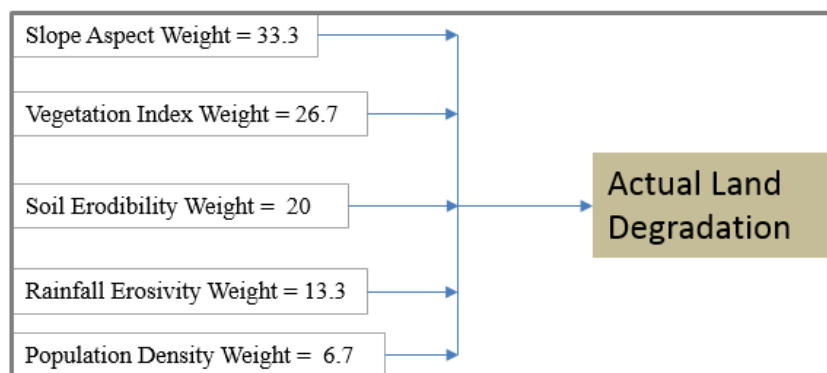 Slope Aspect Weight = 33.3
Vegetation Index Weight = 26.7
Soil Erodibility Weight =  20
Rainfall Erosivity Weight = 13.3
Population Density Weight =  6.7
Actual Land
Degradation